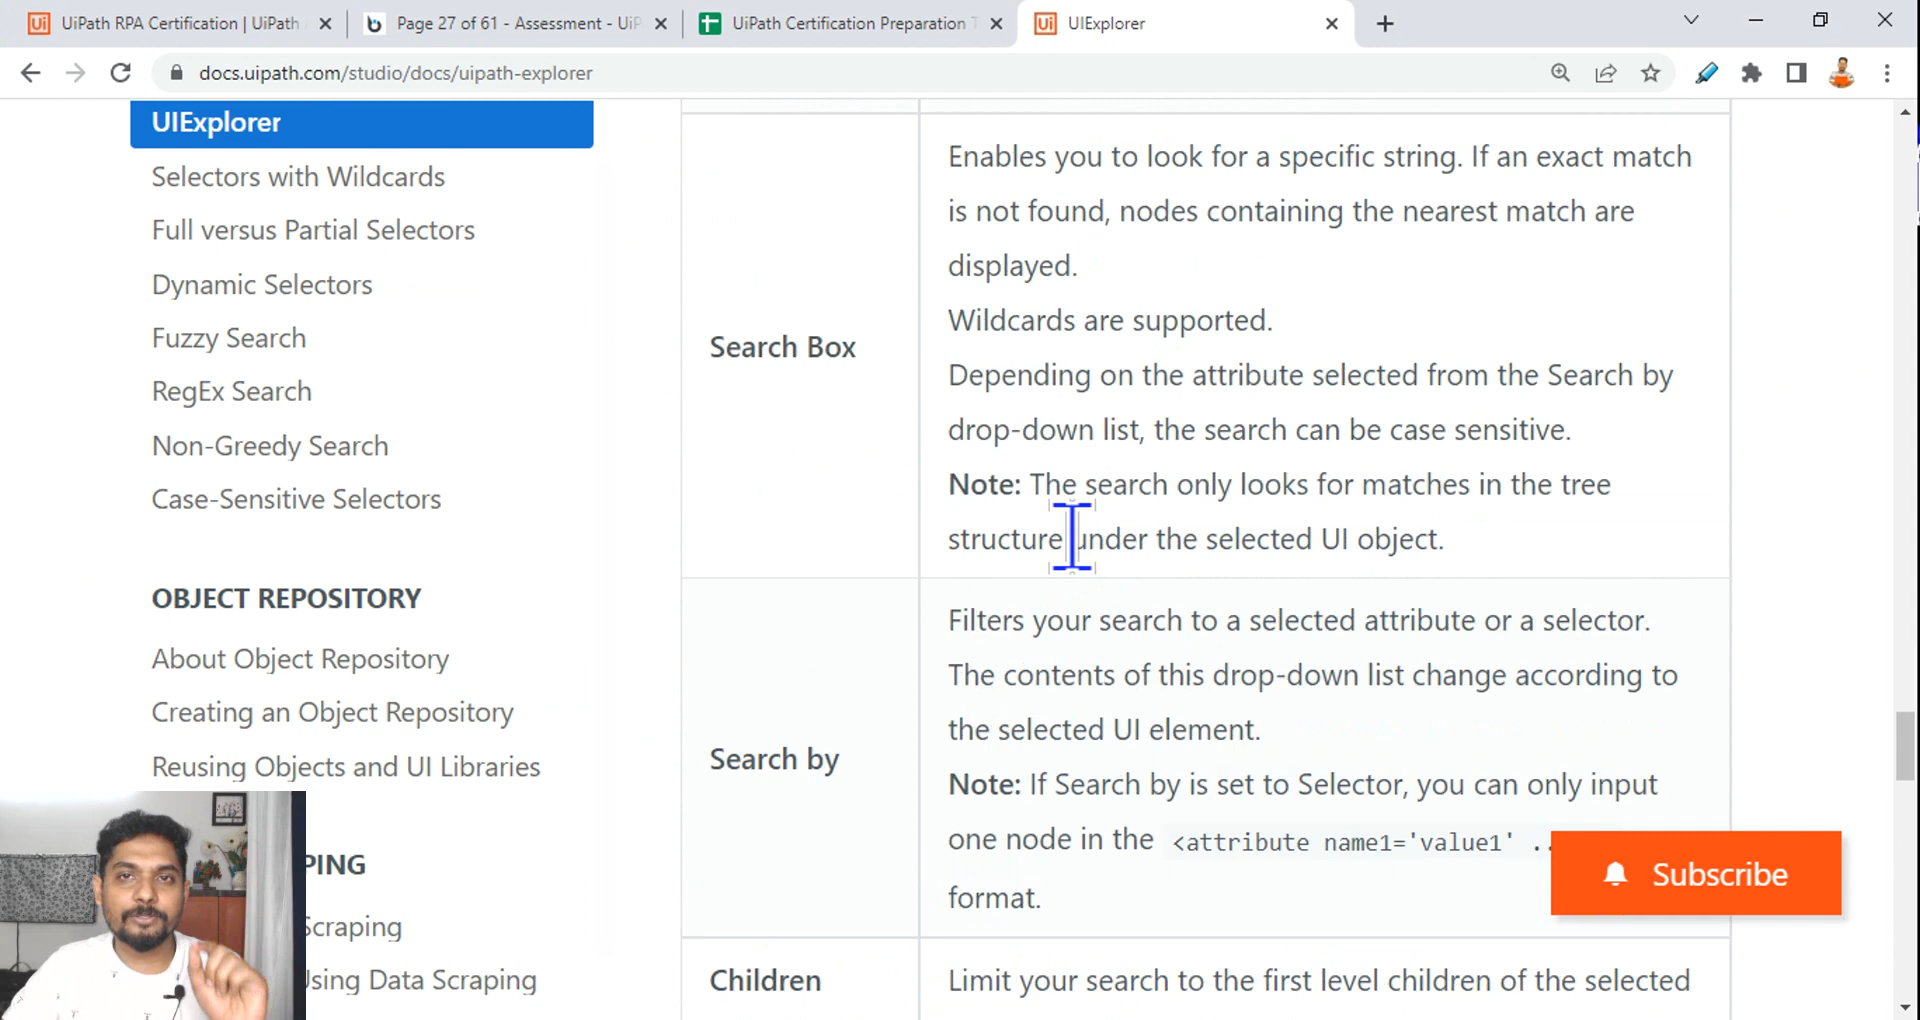 UiPath RPA Certification | UiPath
Page 27 of 61 - Assessment - UiP
UiPath Certification Preparation T
UIExplorer
docs.uipath.com/studio/docs/uipath-explorer
UIExplorer
Selectors with Wildcards
Full versus Partial Selectors
Dynamic Selectors
Fuzzy Search
RegEx Search
Non-Greedy Search
Case-Sensitive Selectors
OBJECT REPOSITORY
About Object Repository
Creating an Object Repository
Reusing Objects and UI Libraries
PING
Scraping
Using Data Scraping
Search Box
Enables you to look for a specific string. If an exact match
is not found, nodes containing the nearest match are
displayed.
Wildcards are supported.
Depending on the attribute selected from the Search by
drop-down list, the search can be case sensitive.
Note: The search only looks for matches in the tree
structure under the selected UI object.
Search by
Filters your search to a selected attribute or a selector.
The contents of this drop-down list change according to
the selected UI element.
Note: If Search by is set to Selector, you can only input
one node in the <attribute name1='value1' ..
format.
Children
Limit your search to the first level children of the selected
Subscribe